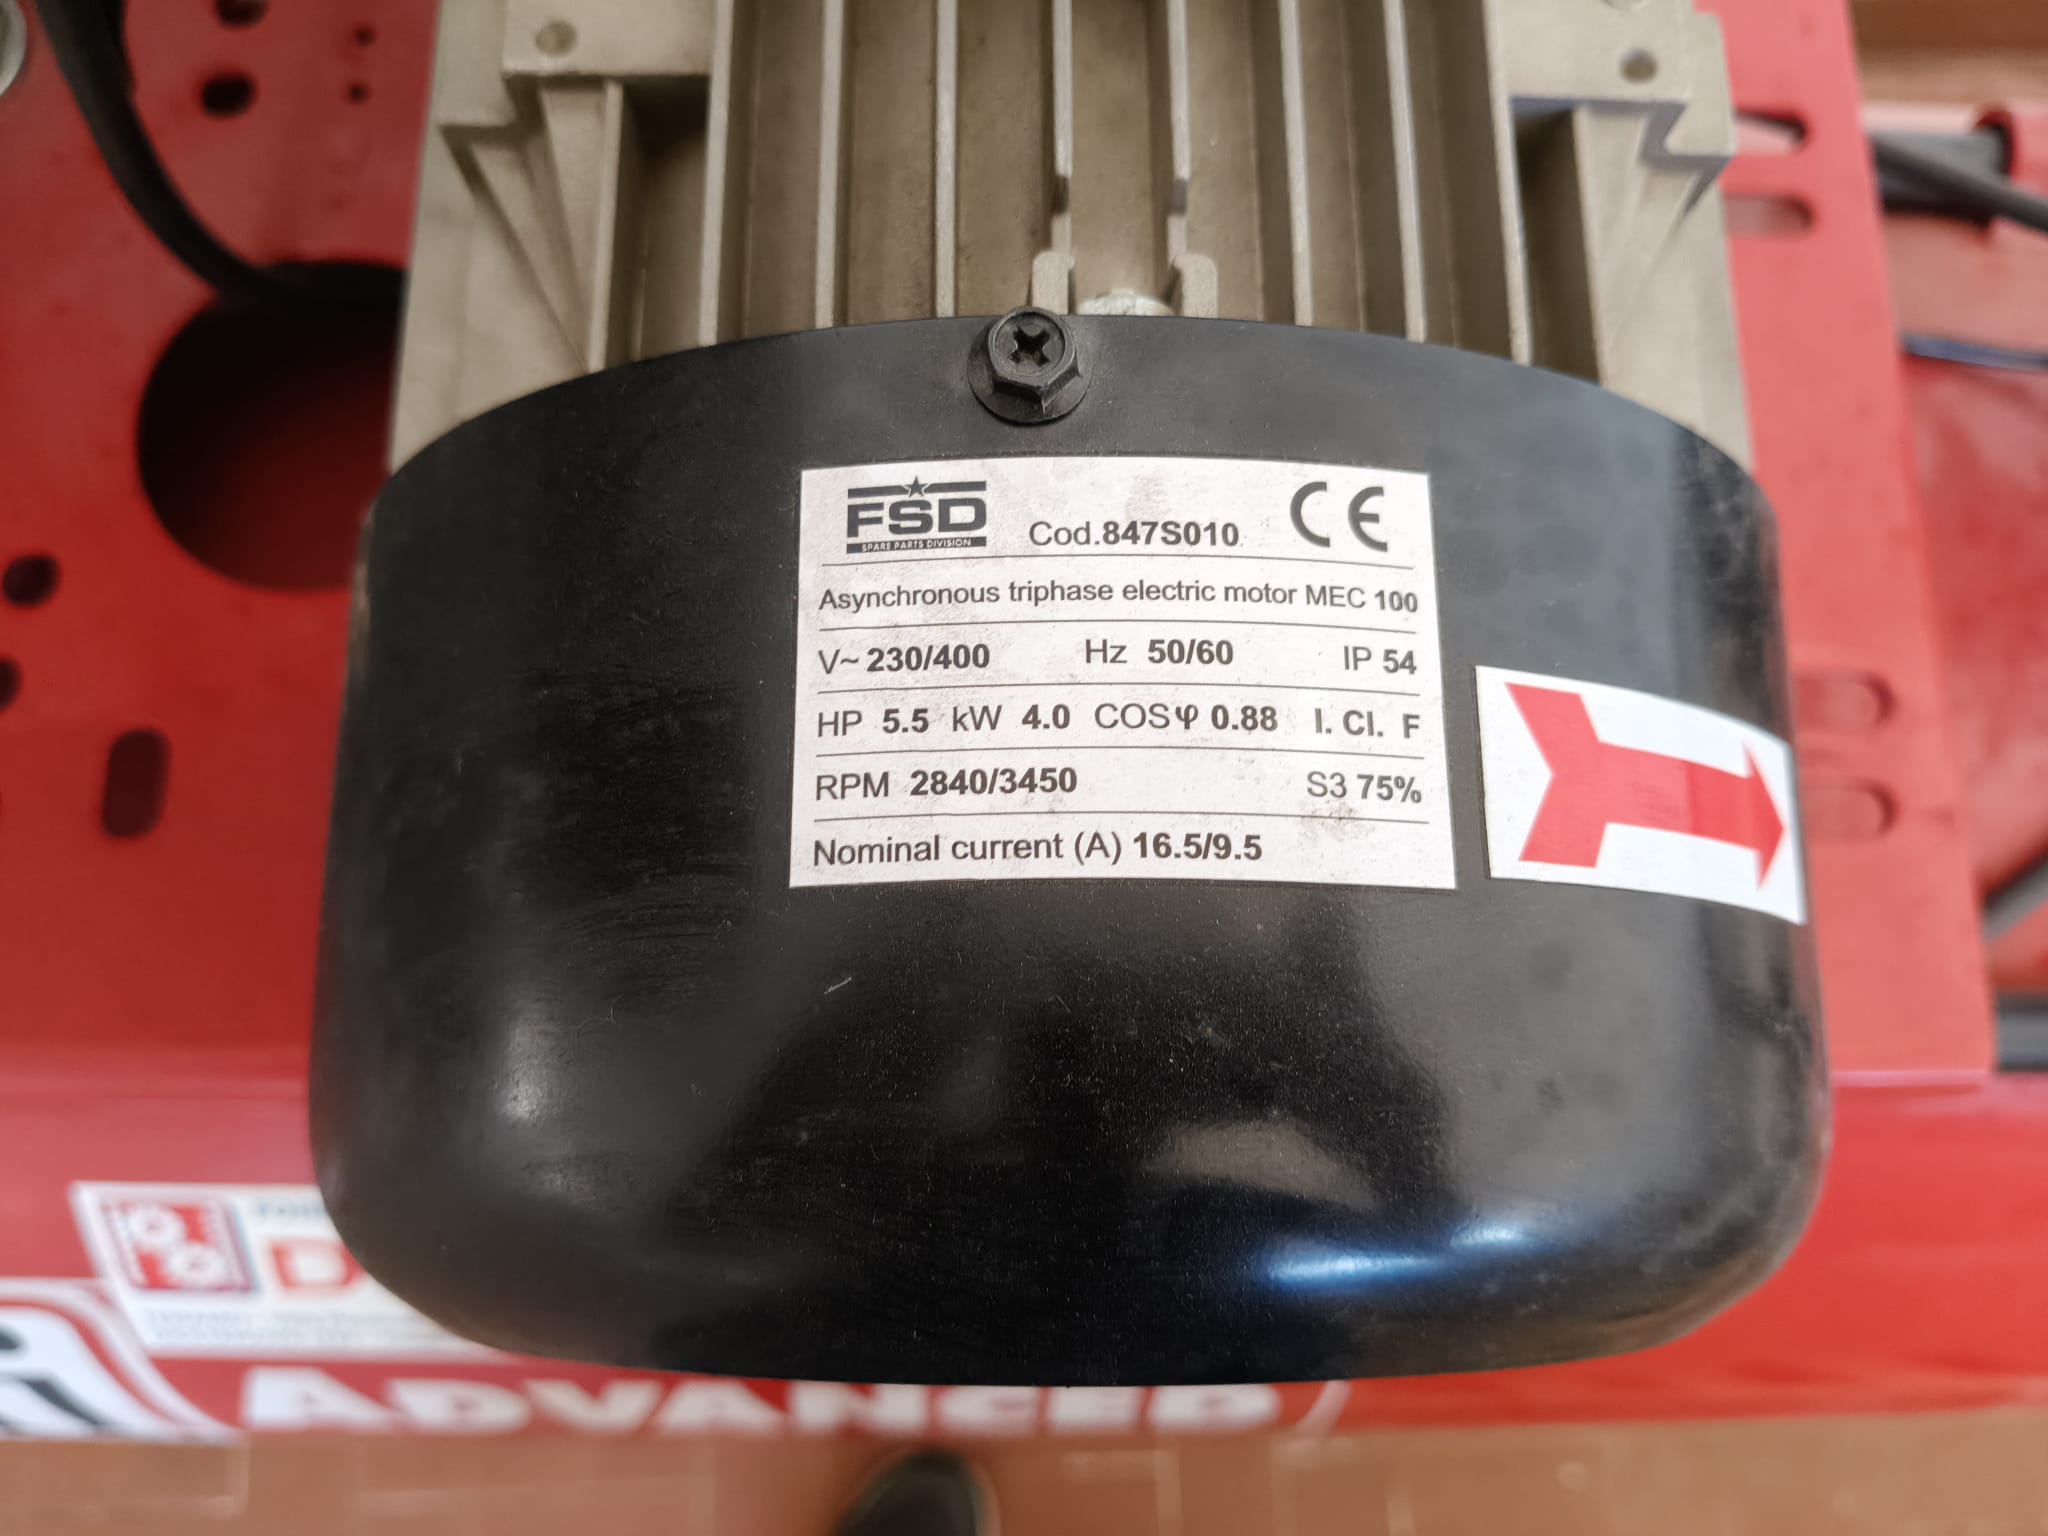 FSD
SPARE PARTS DIVISION
Cod.847S010
CE
Asynchronous triphase electric motor MEC 100
V~ 230/400 Hz 50/60 IP 54
HP 5.5 kW 4.0 COSφ 0.88 I. Cl. F
RPM 2840/3450 S3 75%
Nominal current (A) 16.5/9.5
ADVANCED